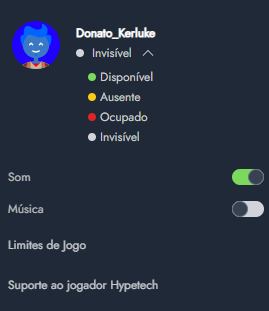 Donato_Kerluke
Invisível
Disponível
Ausente
Ocupado
Invisível
Som
Música
Limites de Jogo
Suporte ao jogador Hypetech